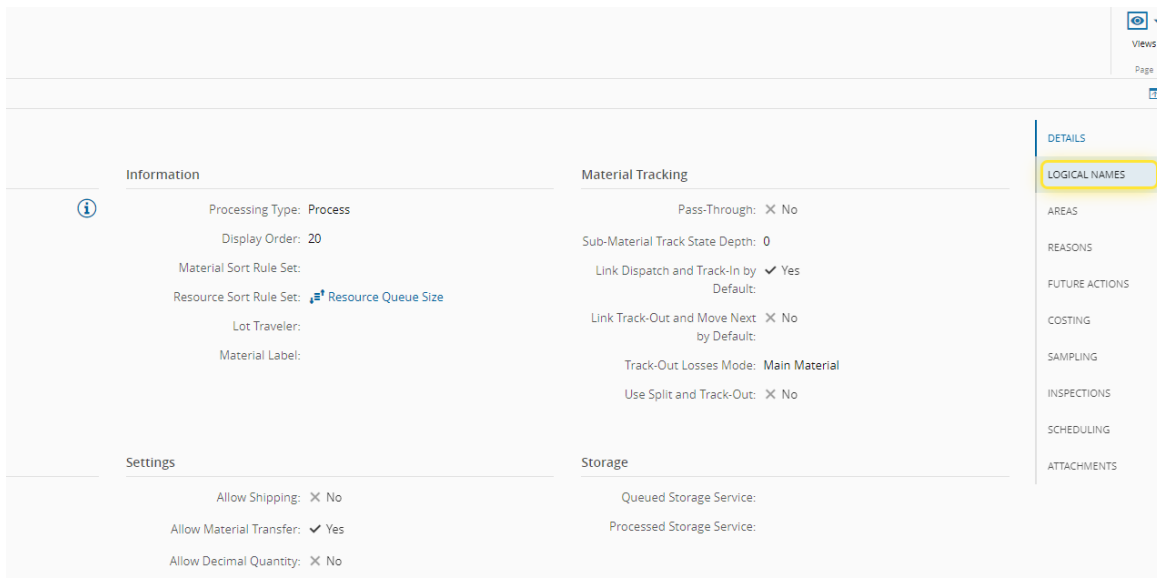 Views
Page
DETAILS
LOGICAL NAMES
AREAS
REASONS
FUTURE ACTIONS
COSTING
SAMPLING
INSPECTIONS
SCHEDULING
ATTACHMENTS
Information
Processing Type: Process
Display Order: 20
Material Sort Rule Set:
Resource Sort Rule Set: Resource Queue Size
Lot Traveler:
Material Label:
Material Tracking
Pass-Through: No
Sub-Material Track State Depth: 0
Link Dispatch and Track-In by Yes
Default:
Link Track-Out and Move Next No
by Default:
Track-Out Losses Mode: Main Material
Use Split and Track-Out: No
Settings
Allow Shipping: No
Allow Material Transfer: Yes
Allow Decimal Quantity: No
Storage
Queued Storage Service:
Processed Storage Service: